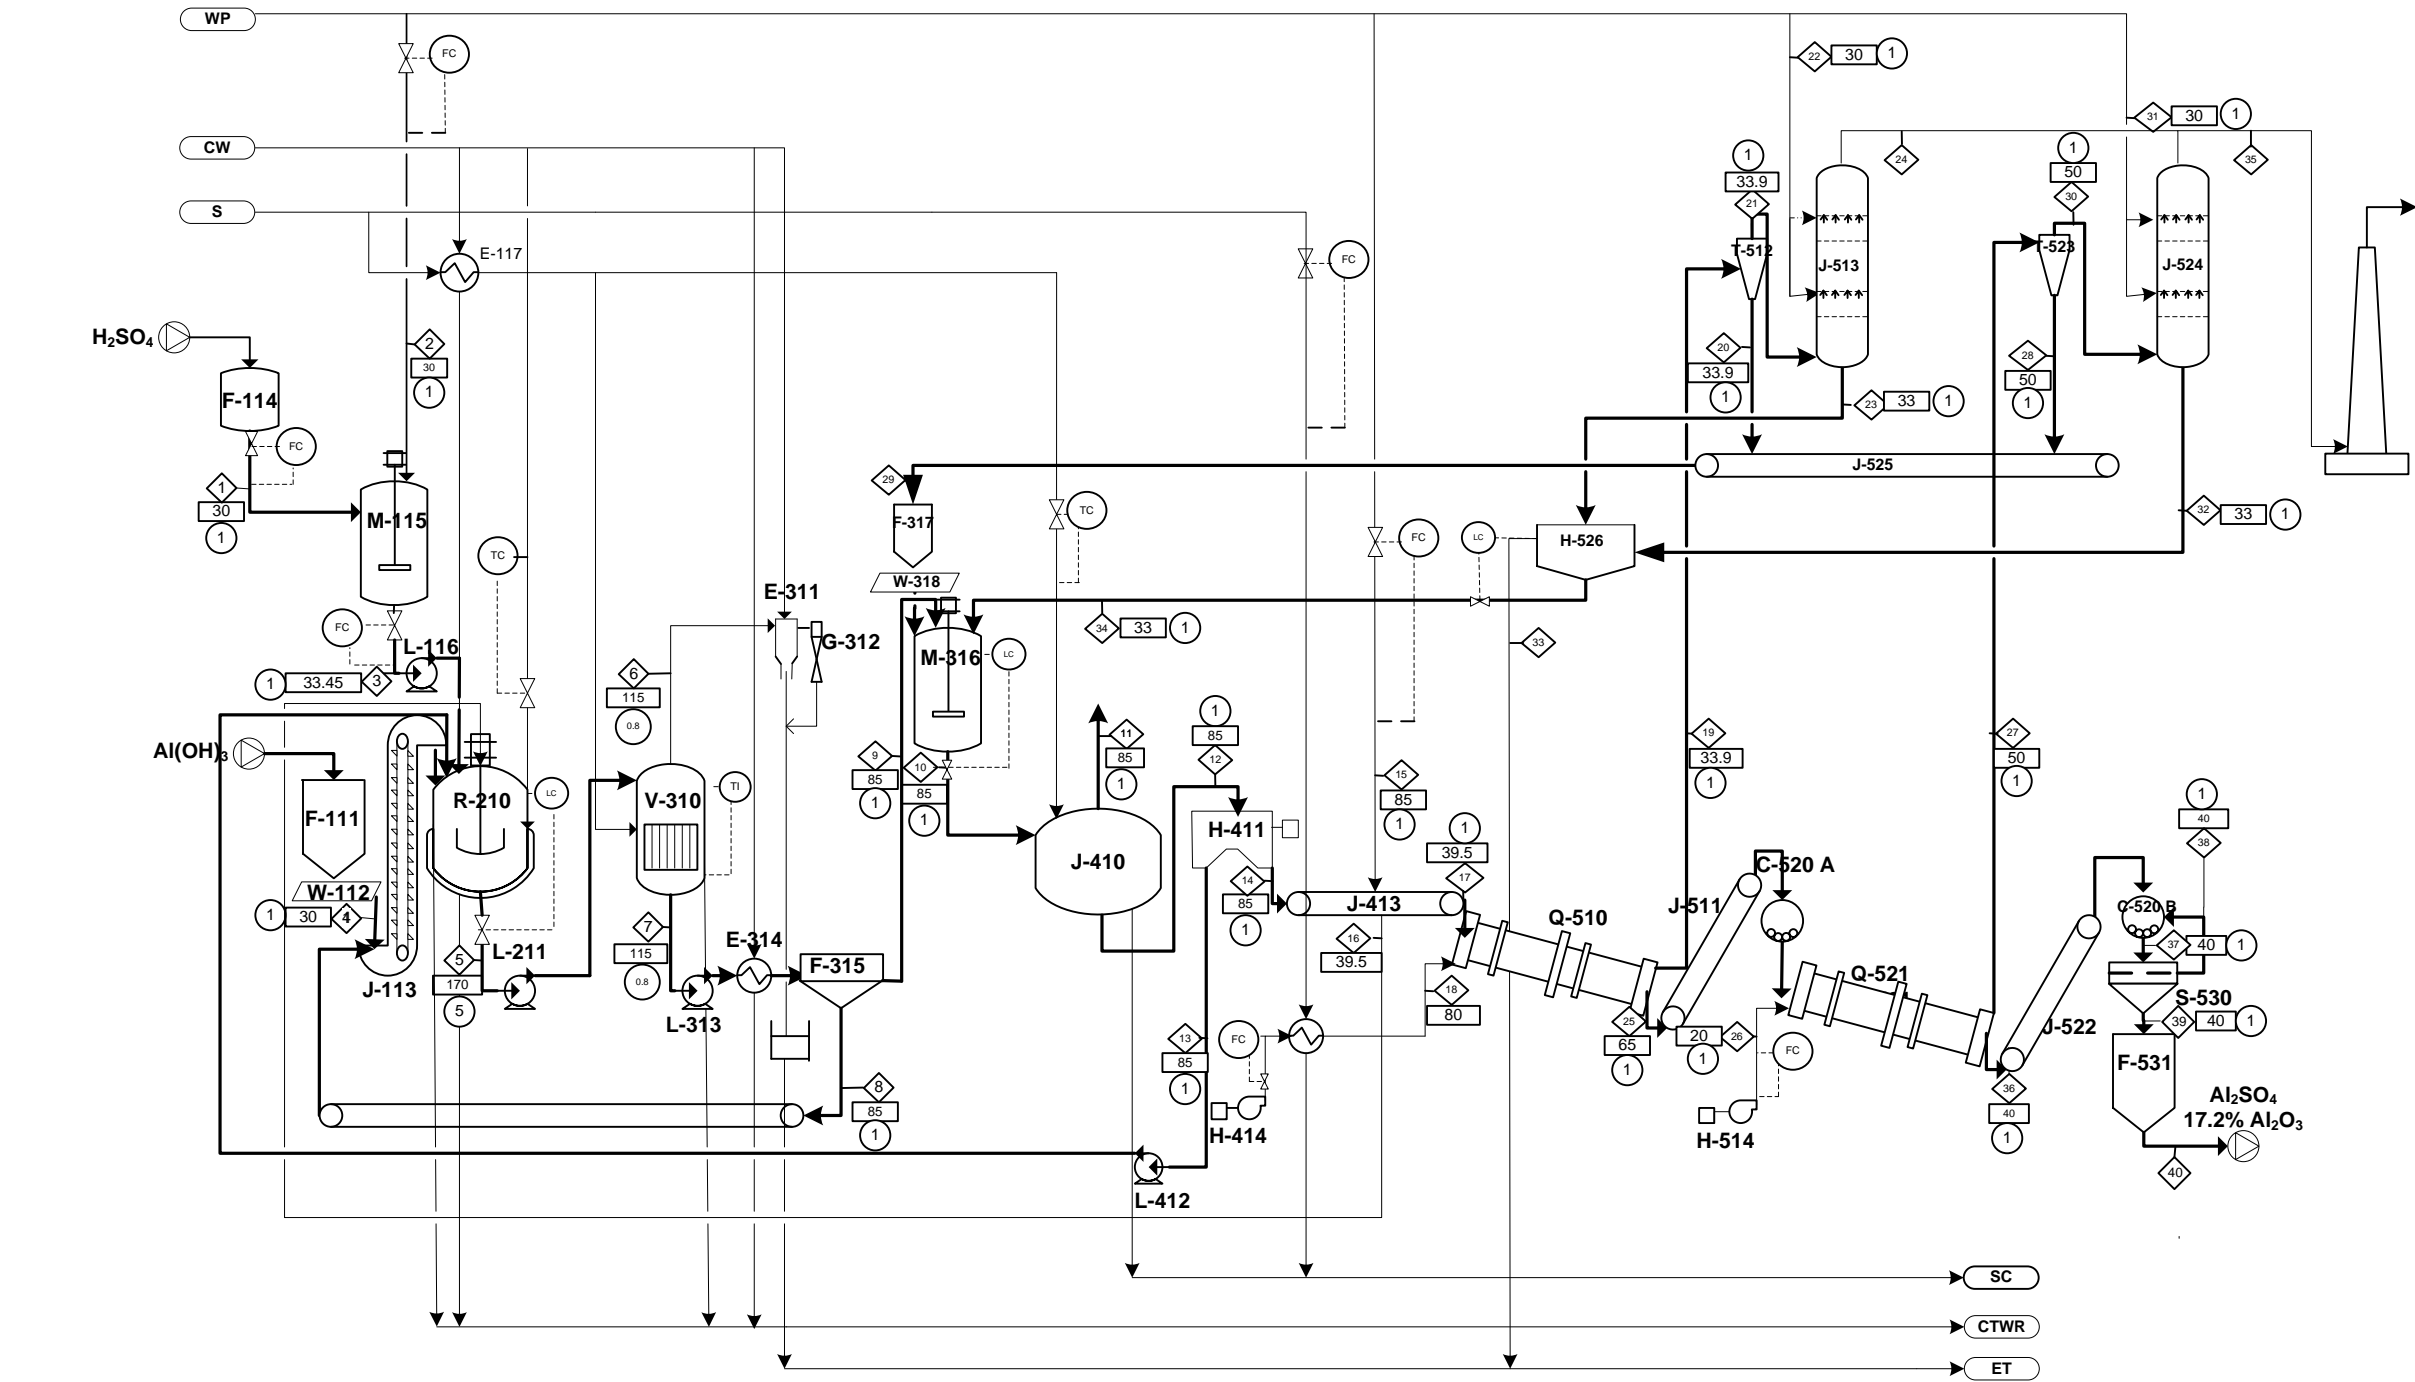 WP
FC
22
30
1
31
30
1
CW
1
33.9
21
1
50
30
24
35
S
E-117
FC
T-512
J-513
T-523
J-524
H₂SO₄
2
30
1
20
33.9
1
28
50
1
F-114
23
33
1
FC
1
30
1
M-115
29
J-525
F-317
TC
FC
LC
H-526
32
33
1
TC
W-318
E-311
FC
L-116
G-312
M-316
LC
34
33
1
33
1
33.45
3
6
115
0.8
Al(OH)₃
9
85
1
10
85
1
11
85
1
1
85
12
15
85
1
19
33.9
1
27
50
1
F-111
R-210
LC
V-310
TI
J-410
H-411
1
39.5
17
1
40
38
W-112
1
30
4
14
85
1
J-413
C-520 A
C-520 B
J-511
Q-510
7
115
0.8
E-314
5
170
5
L-211
J-113
F-315
16
39.5
37
40
1
Q-521
S-530
L-313
18
80
25
65
1
20
26
1
FC
J-522
39
40
1
13
85
1
FC
F-531
8
85
1
H-414
H-514
36
40
1
Al₂SO₄
17.2% Al₂O₃
40
L-412
SC
CTWR
ET